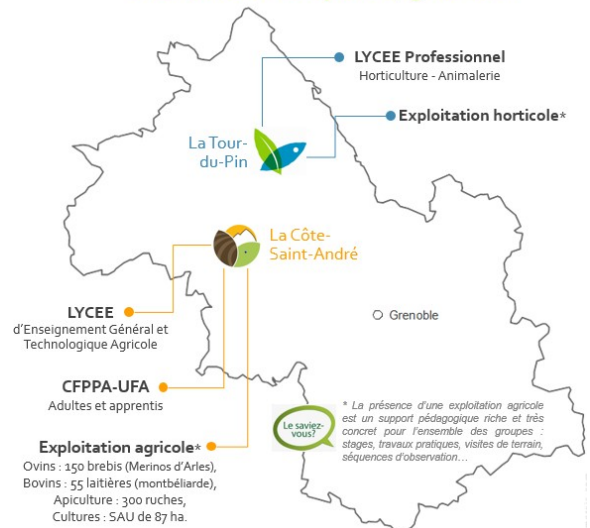 LYCEE Professionnel
Horticulture - Animalerie
Exploitation horticole*
La Tour-
du-Pin
La Côte-
Saint-André
LYCEE
d'Enseignement Général et
Technologique Agricole
Grenoble
CFPPA-UFA
Adultes et apprentis
Le saviez-
vous?
* La présence d'une exploitation agricole
est un support pédagogique riche et très
concret pour l'ensemble des groupes :
stages, travaux pratiques, visites de terrain,
séquences d'observation…
Exploitation agricole*
Ovins : 150 brebis (Merinos d'Arles),
Bovins : 55 laitières (montbéliarde),
Apiculture : 300 ruches,
Cultures : SAU de 87 ha.